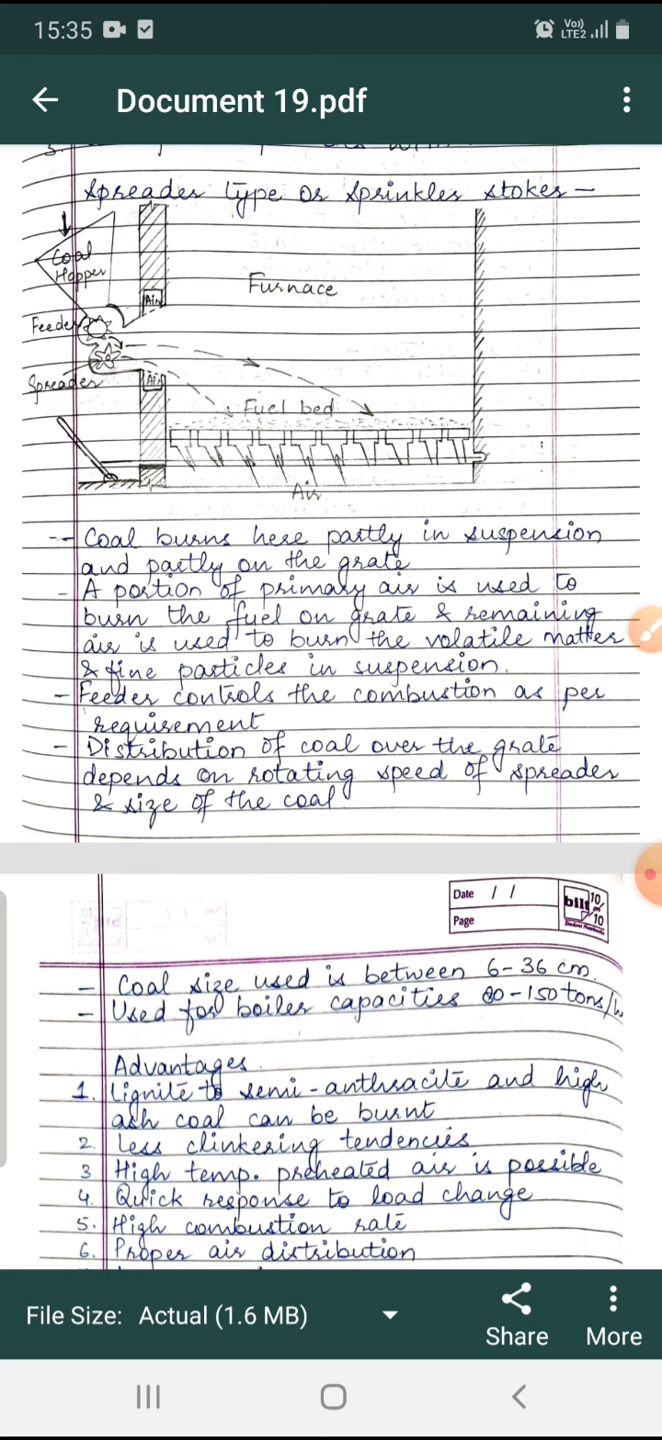 15:35
Vo))
LTE2
Document 19.pdf
Spreader type or Sprinkler stoker -
Coal
Hopper
Air
Furnace
Feeder
Spreader
Air
Fuel bed
Air
- Coal burns here partly in suspension
and partly on the grate
- A portion of primary air is used to
burn the fuel on grate & remaining
air is used to burn the volatile matter
& fine particles in suspension.
- Feeder controls the combustion as per
requirement
- Distribution of coal over the grate
depends on rotating speed of spreader
& size of the coal
Date / /
Page
bilt 10/10
- Coal size used is between 6-36 cm.
- Used for boiler capacities 80-150 tons/h
Advantages.
1. Lignite to semi-anthracite and high
ash coal can be burnt
2. Less clinkering tendencies
3 High temp. preheated air is possible
4. Quick response to load change
5. High combustion rate
6. Proper air distribution
File Size: Actual (1.6 MB)
Share
More